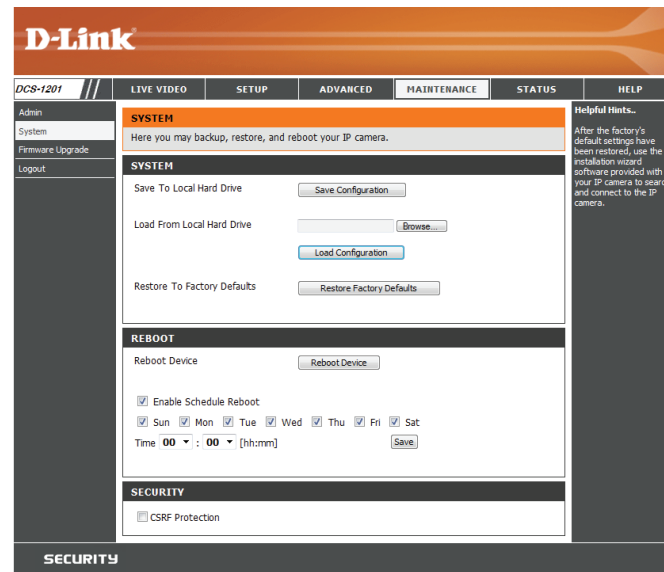 D-Link
DCS-1201
LIVE VIDEO SETUP ADVANCED MAINTENANCE STATUS HELP
Admin
System
Firmware Upgrade
Logout
SYSTEM
Here you may backup, restore, and reboot your IP camera.
SYSTEM
Save To Local Hard Drive Save Configuration
Load From Local Hard Drive Browse...
Load Configuration
Restore To Factory Defaults Restore Factory Defaults
REBOOT
Reboot Device Reboot Device
Enable Schedule Reboot
Sun Mon Tue Wed Thu Fri Sat
Time 00 : 00 [hh:mm] Save
SECURITY
CSRF Protection
Helpful Hints..
After the factory's
default settings have
been restored, use the
installation wizard
software provided with
your IP camera to searc
and connect to the IP
camera.
SECURITY